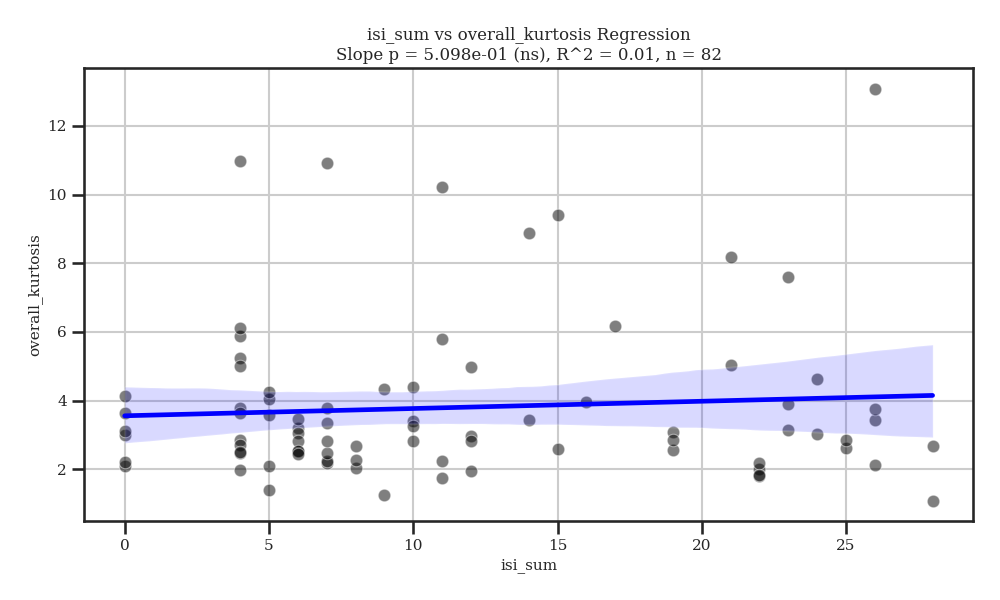 isi_sum vs overall_kurtosis Regression
Slope p = 5.098e-01 (ns), R^2 = 0.01, n = 82
overall_kurtosis
12
10
8
6
4
2
0 5 10 15 20 25
isi_sum